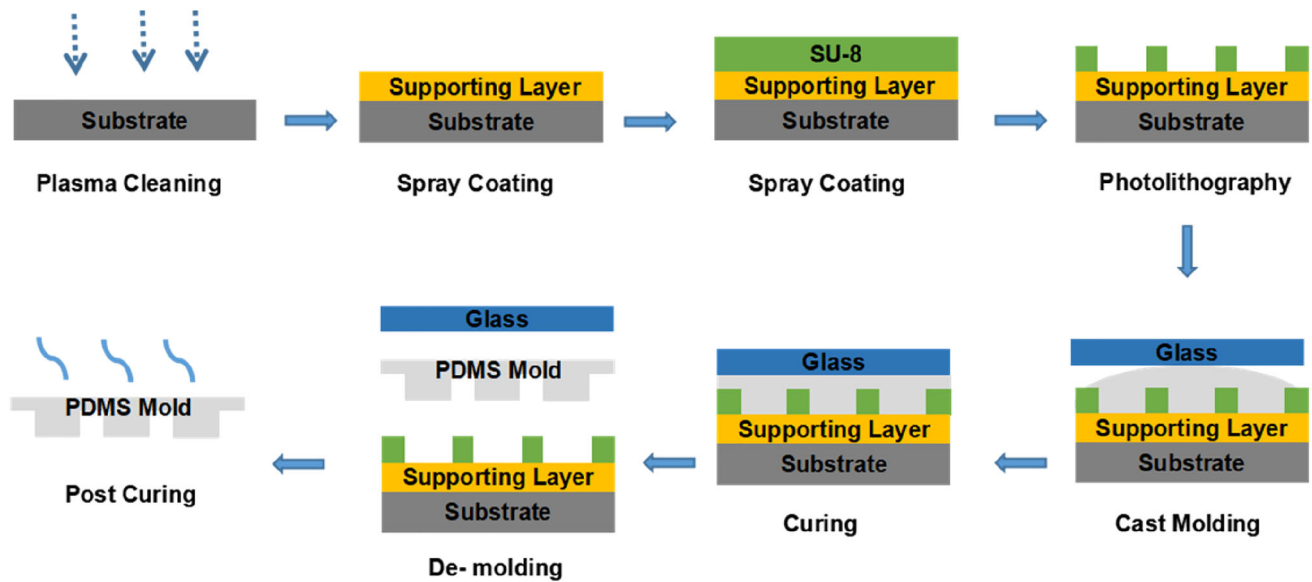 Substrate
Plasma Cleaning
Supporting Layer
Substrate
Spray Coating
SU-8
Supporting Layer
Substrate
Spray Coating
Supporting Layer
Substrate
Photolithography
Glass
Supporting Layer
Substrate
Cast Molding
Glass
Supporting Layer
Substrate
Curing
Glass
PDMS Mold
Supporting Layer
Substrate
De- molding
PDMS Mold
Post Curing